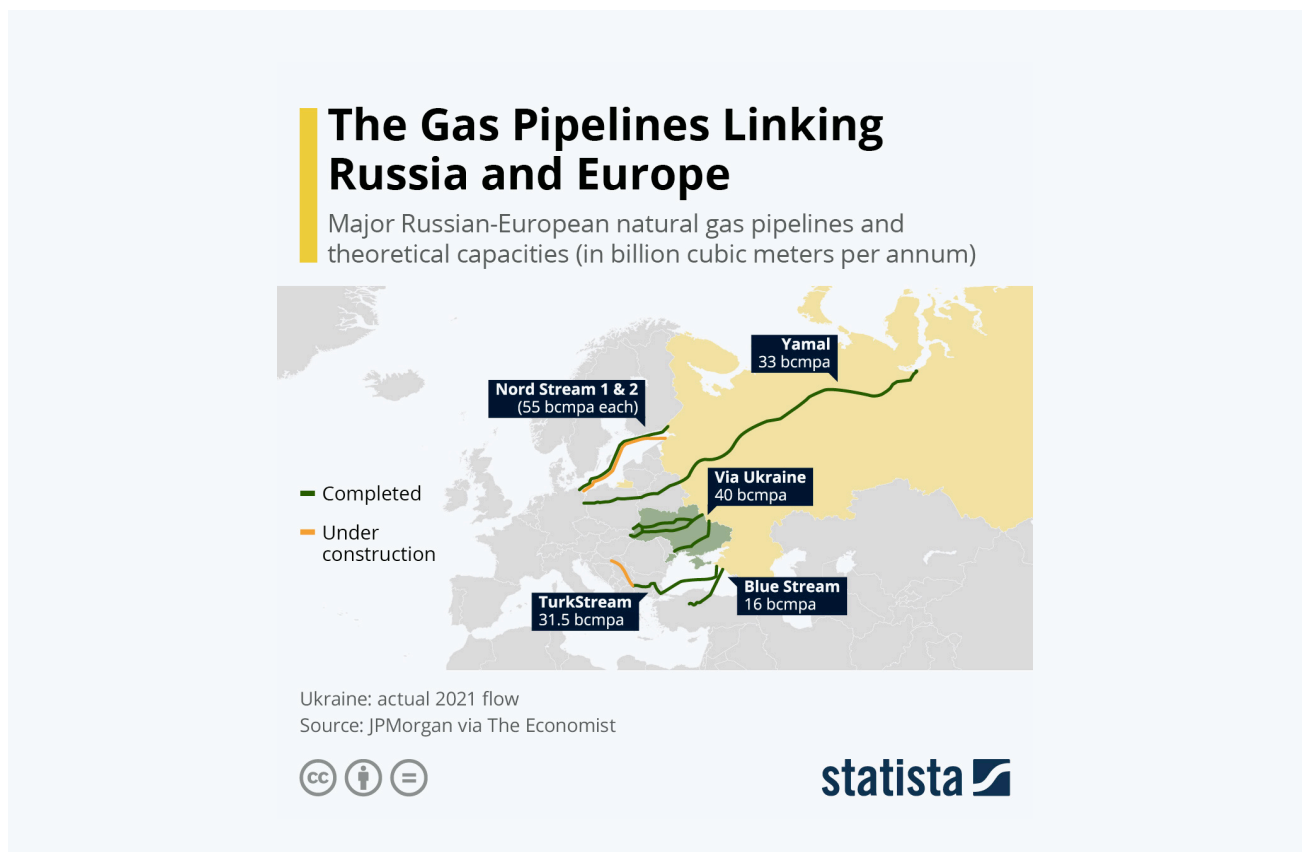 The Gas Pipelines Linking
Russia and Europe
Major Russian-European natural gas pipelines and
theoretical capacities (in billion cubic meters per annum)
Yamal
33 bcmpa
Nord Stream 1 & 2
(55 bcmpa each)
Via Ukraine
40 bcmpa
Completed
Under
construction
Blue Stream
16 bcmpa
TurkStream
31.5 bcmpa
Ukraine: actual 2021 flow
Source: JPMorgan via The Economist
cc
statista